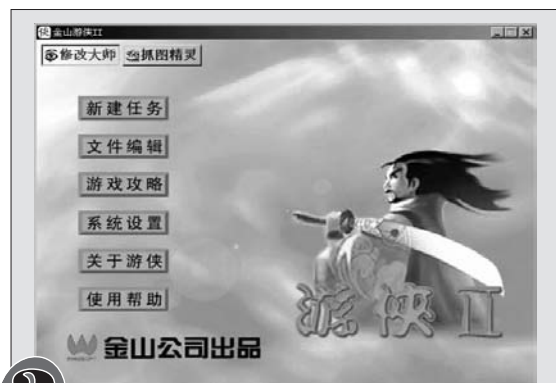 金山游侠II
修改大师 抓图精灵
新建任务
文件编辑
游戏攻略
系统设置
关于游侠
使用帮助
游侠II
金山公司出品
2